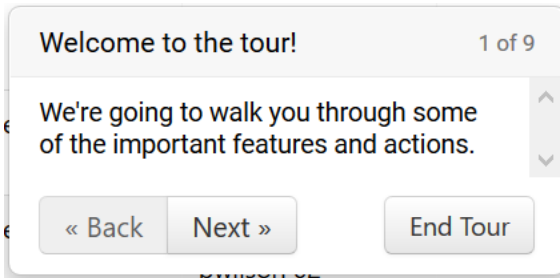 Welcome to the tour!
1 of 9
We're going to walk you through some
of the important features and actions.
« Back
Next »
End Tour